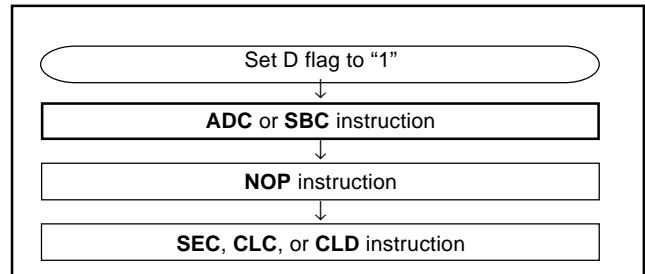 Set D flag to “1”
ADC or SBC instruction
NOP instruction
SEC, CLC, or CLD instruction